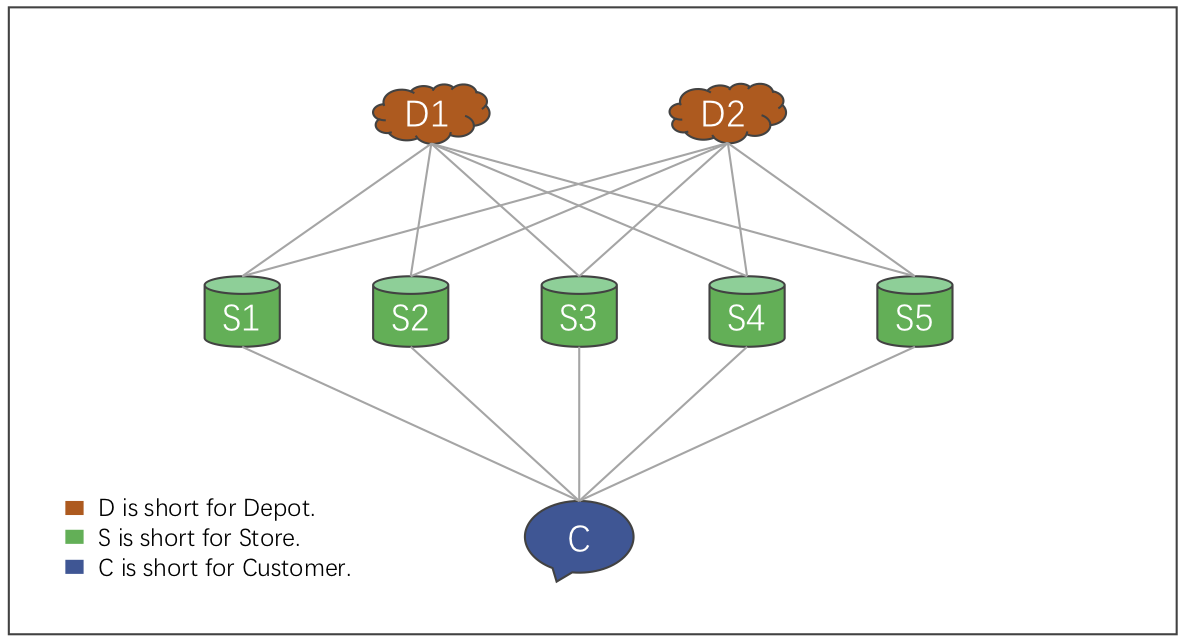 D1 D2
S1 S2 S3 S4 S5
C
D is short for Depot.
S is short for Store.
C is short for Customer.